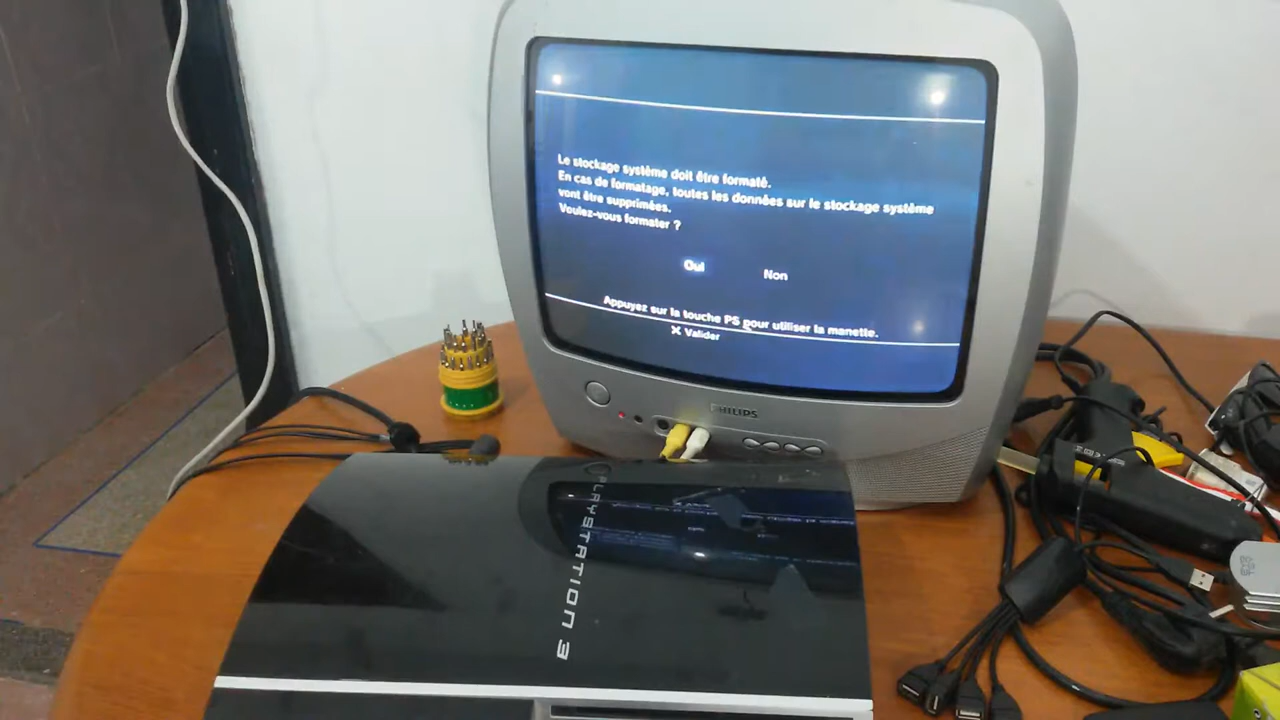 Le stockage système doit être formaté.
En cas de formatage, toutes les données sur le stockage système
vont être supprimées.
Voulez-vous formater ?
Oui Non
Appuyez sur la touche PS pour utiliser la manette.
X Valider
PHILIPS
PLAYSTATION 3